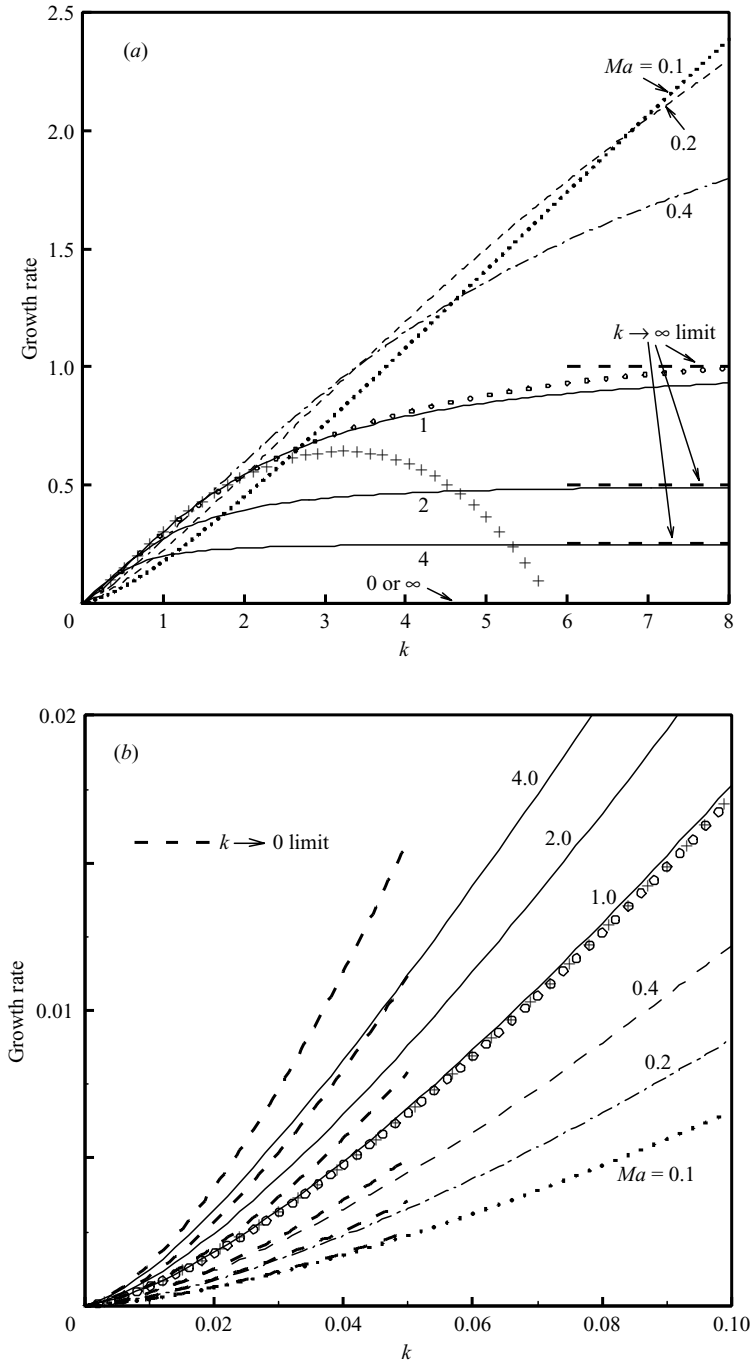 2.5
(a)
Ma = 0.1
2.0
0.2
0.4
1.5
Growth rate
k → ∞ limit
1.0
1
0.5
2
4
0 or ∞
0
1
2
3
4
5
6
7
8
k
0.02
(b)
4.0
k → 0 limit
2.0
1.0
0.01
0.4
Growth rate
0.2
Ma = 0.1
0
0.02
0.04
0.06
0.08
0.10
k